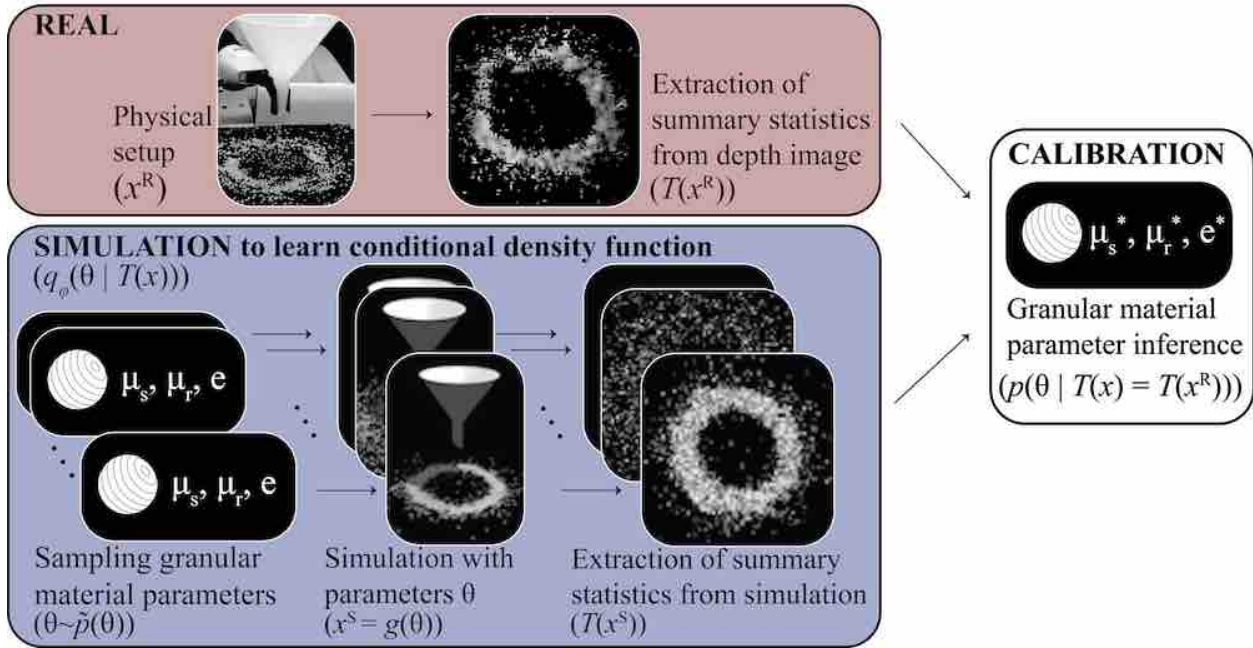 REAL
Physical
setup
(x^R)
Extraction of
summary statistics
from depth image
(T(x^R))
SIMULATION to learn conditional density function
(q_φ(θ | T(x)))
μ_s, μ_r, e
μ_s, μ_r, e
Sampling granular
material parameters
(θ~p̃(θ))
Simulation with
parameters θ
(x^S = g(θ))
Extraction of summary
statistics from simulation
(T(x^S))
CALIBRATION
μ_s^*, μ_r^*, e^*
Granular material
parameter inference
(p(θ | T(x) = T(x^R)))